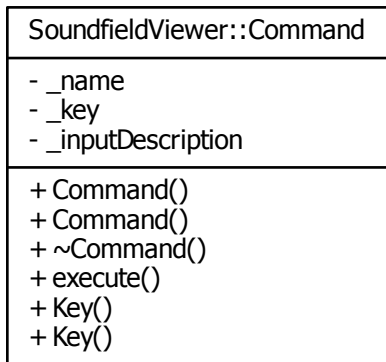 SoundfieldViewer::Command
- _name
- _key
- _inputDescription
+ Command()
+ Command()
+ ~Command()
+ execute()
+ Key()
+ Key()